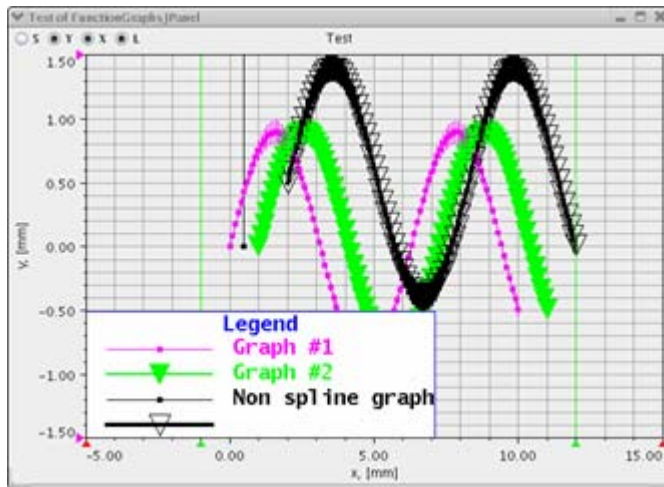 Test of FunctionGraphsJPanel
S Y X L
Test
1.50
1.00
0.50
0.00
-0.50
-1.00
-1.50
y, [mm]
Legend
Graph #1
Graph #2
Non spline graph
-5.00 0.00 5.00 10.00 15.00
x, [mm]